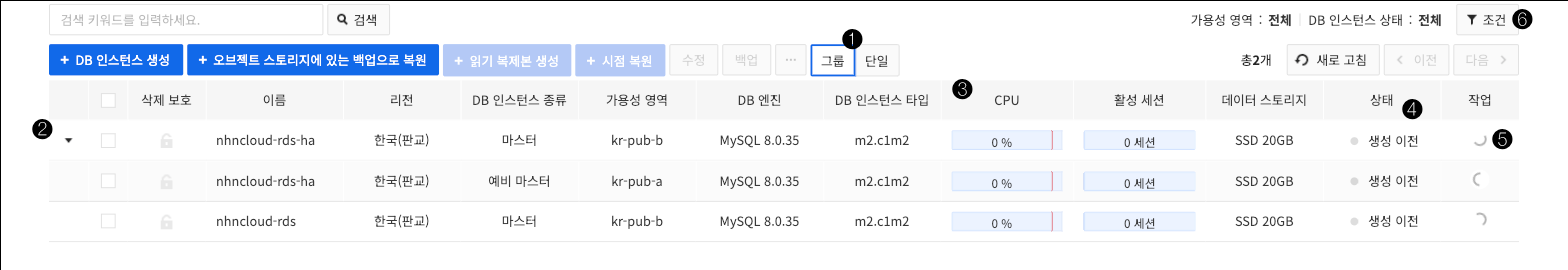 검색 키워드를 입력하세요. 검색 가용성 영역 : 전체 | DB 인스턴스 상태 : 전체 조건 6
1
+ DB 인스턴스 생성 + 오브젝트 스토리지에 있는 백업으로 복원 + 읽기 복제본 생성 + 시점 복원 수정 백업 ... 그룹 단일 총2개 새로 고침 < 이전 다음 >
삭제 보호 이름 리전 DB 인스턴스 종류 가용성 영역 DB 엔진 DB 인스턴스 타입 3 CPU 활성 세션 데이터 스토리지 상태 4 작업
2 nhncloud-rds-ha 한국(판교) 마스터 kr-pub-b MySQL 8.0.35 m2.c1m2 0 % 0 세션 SSD 20GB 생성 이전 5
nhncloud-rds-ha 한국(판교) 예비 마스터 kr-pub-a MySQL 8.0.35 m2.c1m2 0 % 0 세션 SSD 20GB 생성 이전
nhncloud-rds 한국(판교) 마스터 kr-pub-b MySQL 8.0.35 m2.c1m2 0 % 0 세션 SSD 20GB 생성 이전